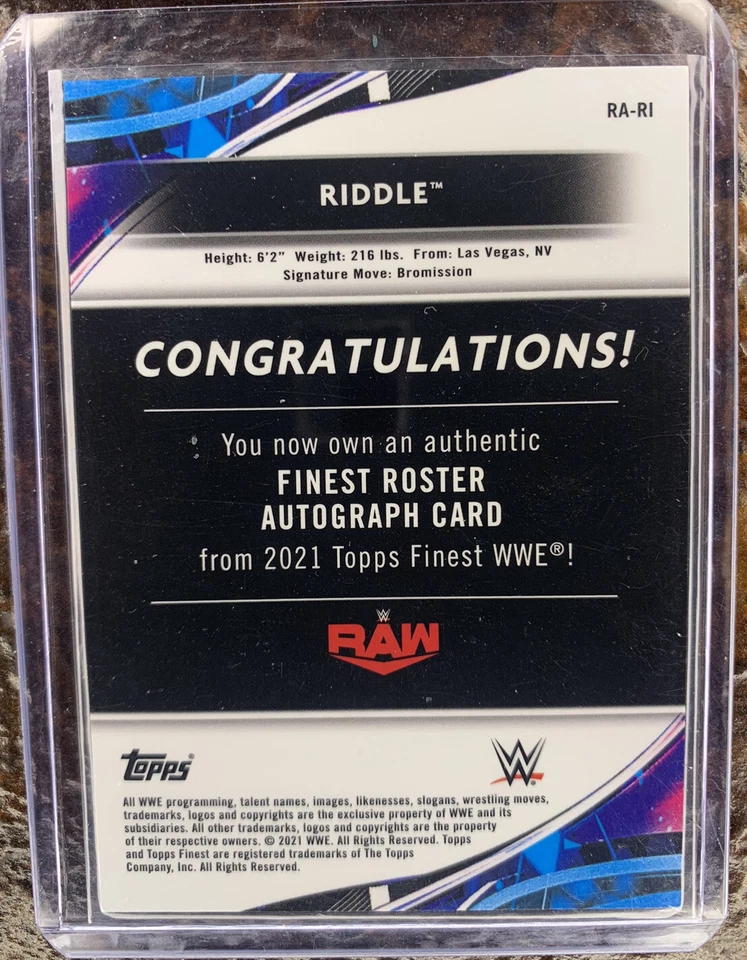 RA-RI
RIDDLE™
Height: 6'2" Weight: 216 lbs. From: Las Vegas, NV
Signature Move: Bromission
CONGRATULATIONS!
You now own an authentic
FINEST ROSTER
AUTOGRAPH CARD
from 2021 Topps Finest WWE®!
W
RAW
topps®
W
All WWE programming, talent names, images, likenesses, slogans, wrestling moves,
trademarks, logos and copyrights are the exclusive property of WWE and its
subsidiaries. All other trademarks, logos and copyrights are the property
of their respective owners. © 2021 WWE. All Rights Reserved. Topps
and Topps Finest are registered trademarks of The Topps
Company, Inc. All Rights Reserved.